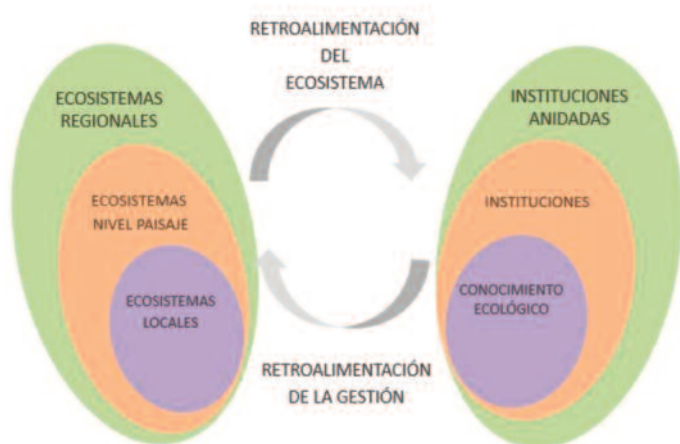 RETROALIMENTACIÓN
DEL
ECOSISTEMA
ECOSISTEMAS
REGIONALES
ECOSISTEMAS
NIVEL PAISAJE
ECOSISTEMAS
LOCALES
INSTITUCIONES
ANIDADAS
INSTITUCIONES
CONOCIMIENTO
ECOLÓGICO
RETROALIMENTACIÓN
DE LA GESTIÓN